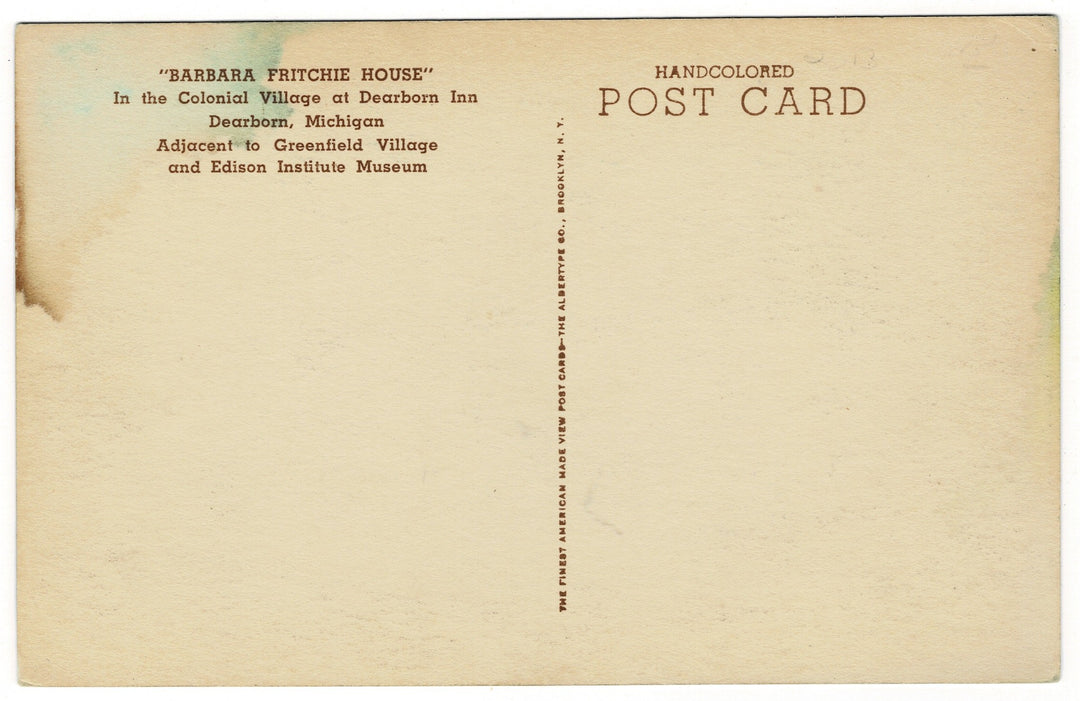 "BARBARA FRITCHIE HOUSE"
In the Colonial Village at Dearborn Inn
Dearborn, Michigan
Adjacent to Greenfield Village
and Edison Institute Museum
THE FINEST AMERICAN MADE VIEW POST CARDS—THE ALBERTYPE CO., BROOKLYN, N. Y.
HANDCOLORED
POST CARD